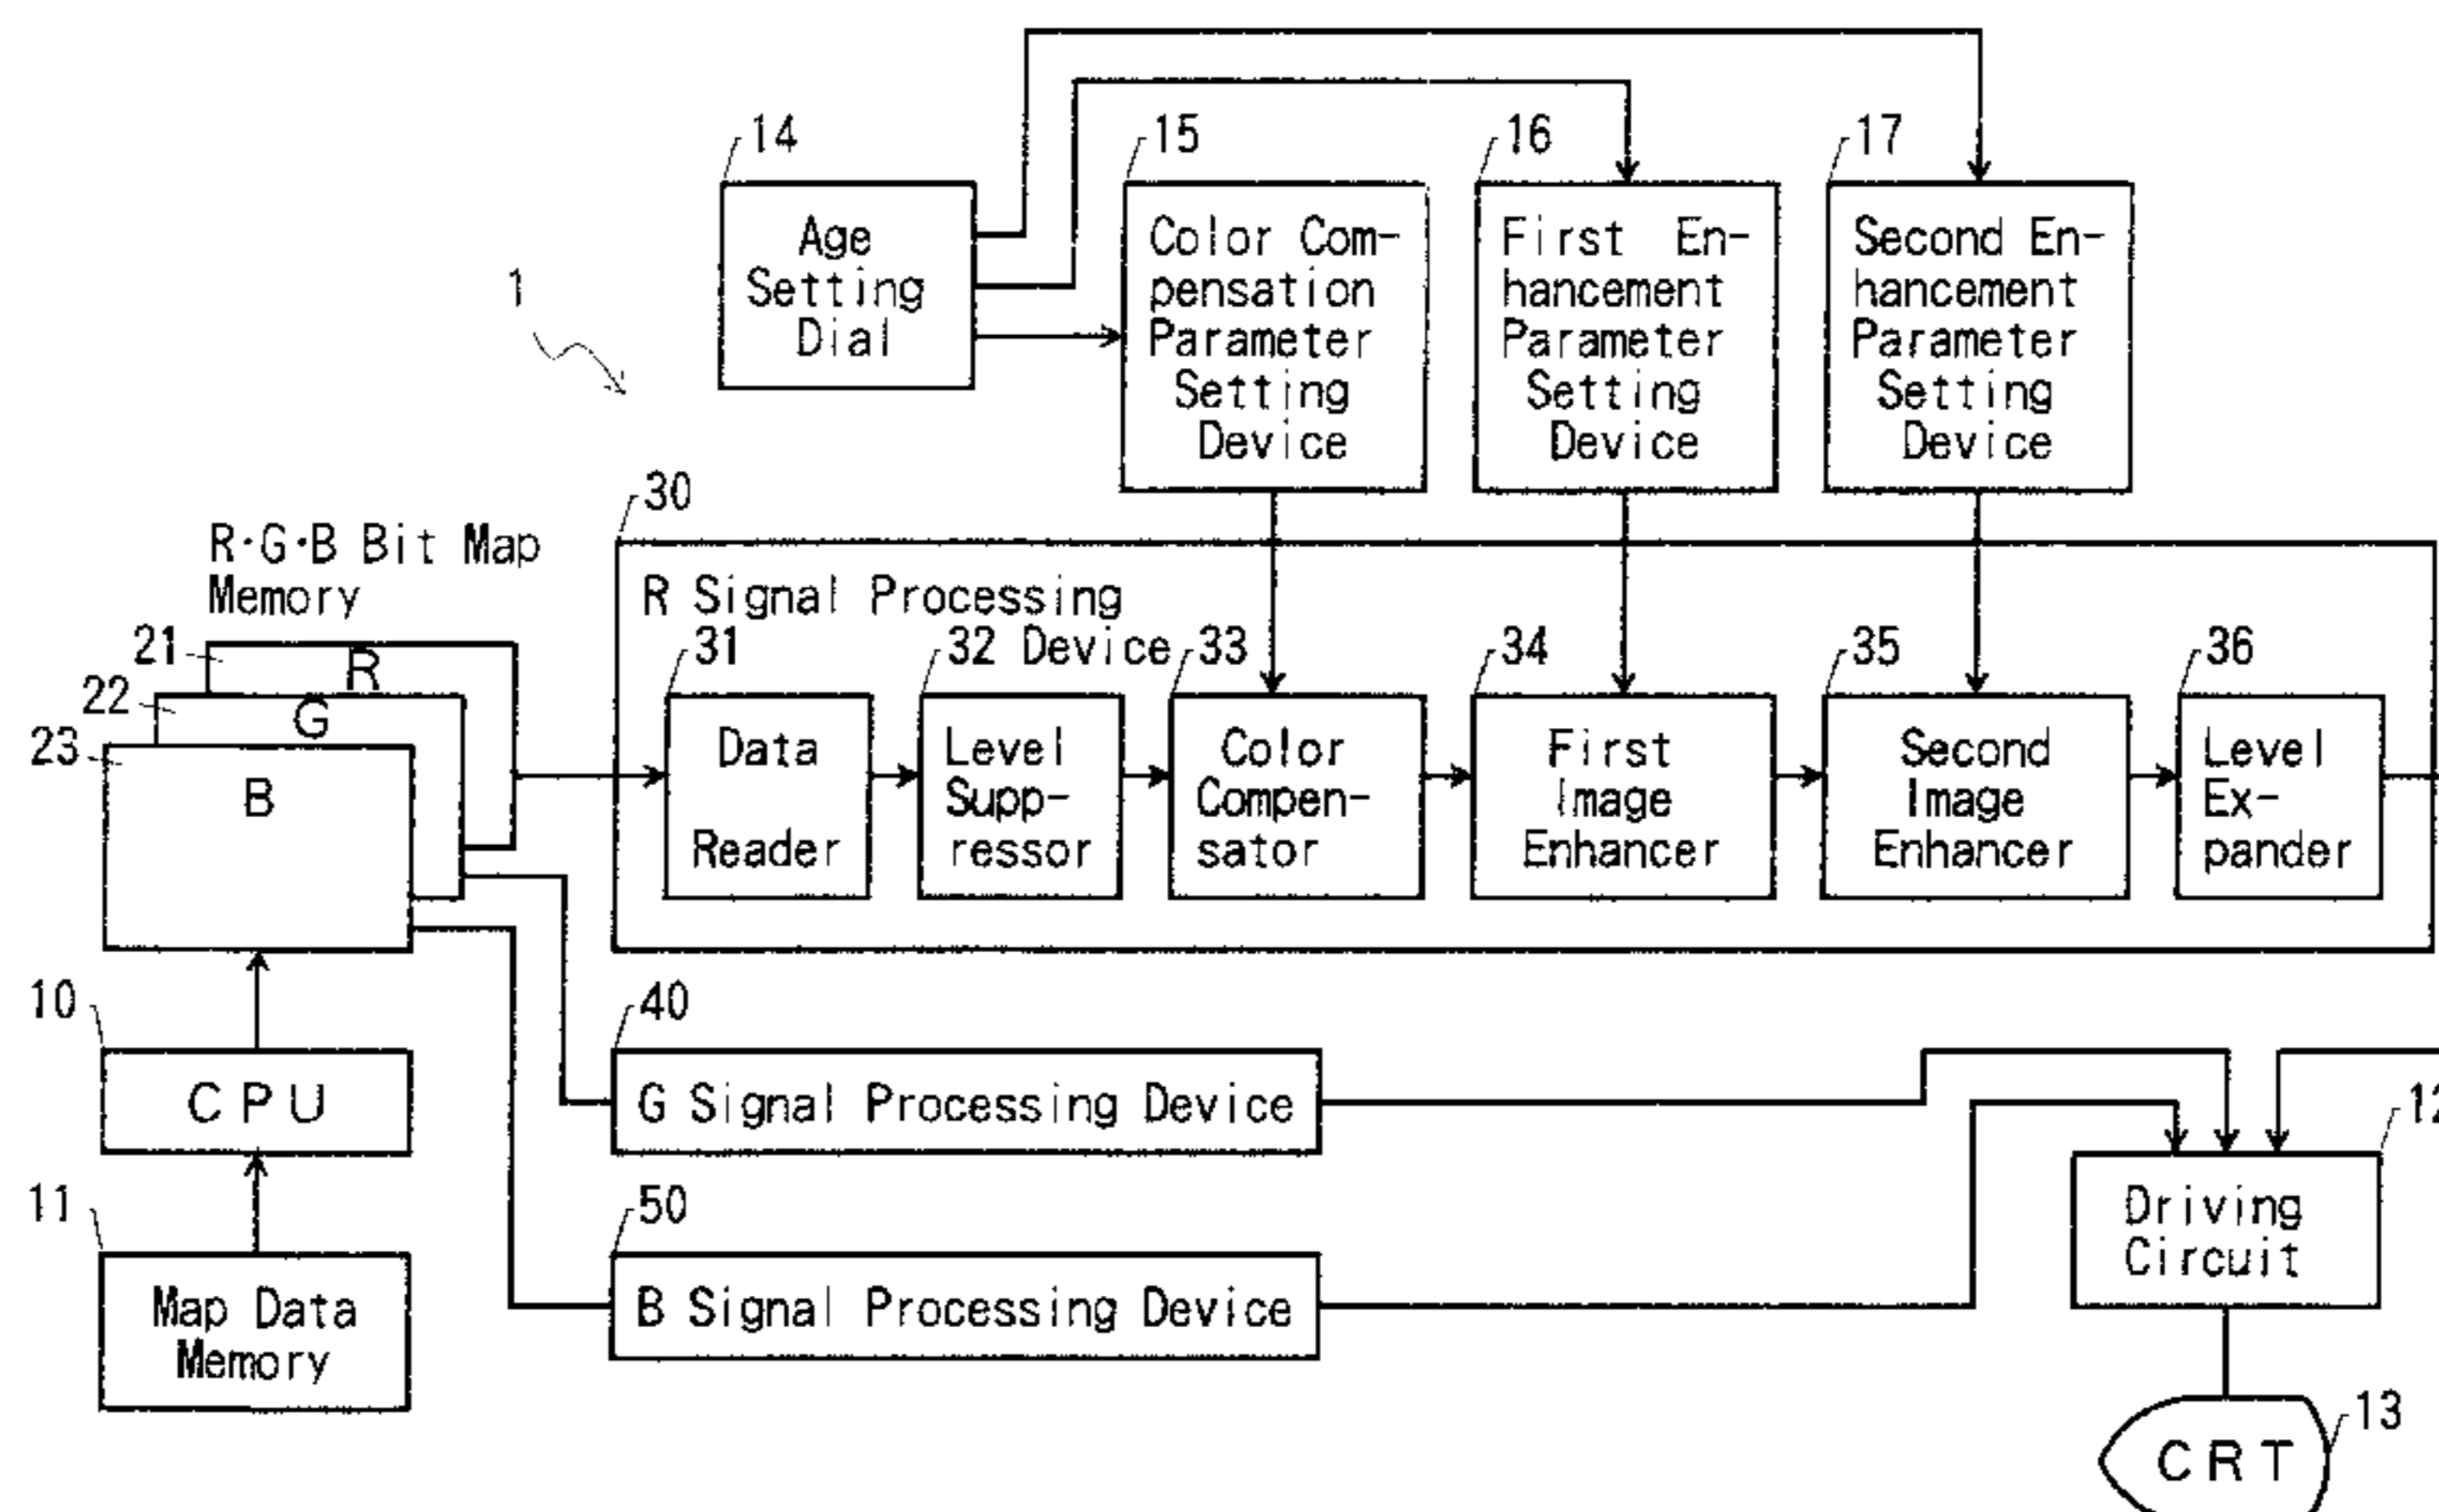 14
15
16
17
1
Age
Setting
Dial
Color Com-
pensation
Parameter
Setting
Device
First En-
hancement
Parameter
Setting
Device
Second En-
hancement
Parameter
Setting
Device
30
R·G·B Bit Map
Memory
R Signal Processing
Device
21
R
22
G
23
B
31
32
33
34
35
36
Data
Reader
Level
Supp-
ressor
Color
Compen-
sator
First
Image
Enhancer
Second
Image
Enhancer
Level
Ex-
pander
10
CPU
40
G Signal Processing Device
12
11
Map Data
Memory
50
B Signal Processing Device
Driving
Circuit
13
CRT